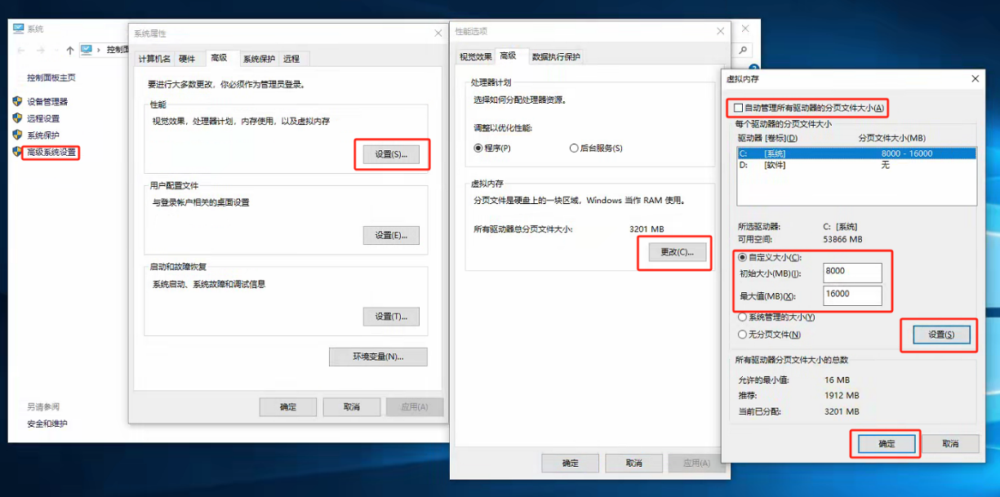 系统
控制面
控制面板主页
设备管理器
远程设置
系统保护
高级系统设置
另请参阅
安全和维护
系统属性
计算机名 硬件 高级 系统保护 远程
要进行大多数更改，你必须作为管理员登录。
性能
视觉效果，处理器计划，内存使用，以及虚拟内存
设置(S)...
用户配置文件
与登录帐户相关的桌面设置
设置(E)...
启动和故障恢复
系统启动、系统故障和调试信息
设置(T)...
环境变量(N)...
确定 取消 应用(A)
性能选项
视觉效果 高级 数据执行保护
处理器计划
选择如何分配处理器资源。
调整以优化性能:
程序(P) 后台服务(S)
虚拟内存
分页文件是硬盘上的一块区域，Windows 当作 RAM 使用。
所有驱动器总分页文件大小: 3201 MB
更改(C)...
确定 取消 应用(A)
虚拟内存
自动管理所有驱动器的分页文件大小(A)
每个驱动器的分页文件大小
驱动器 [卷标](D) 分页文件大小(MB)
C: [系统] 8000 - 16000
D: [软件] 无
所选驱动器: C: [系统]
可用空间: 53866 MB
自定义大小(C):
初始大小(MB)(I): 8000
最大值(MB)(X): 16000
系统管理的大小(Y)
无分页文件(N)
设置(S)
所有驱动器分页文件大小的总数
允许的最小值: 16 MB
推荐: 1912 MB
当前已分配: 3201 MB
确定 取消